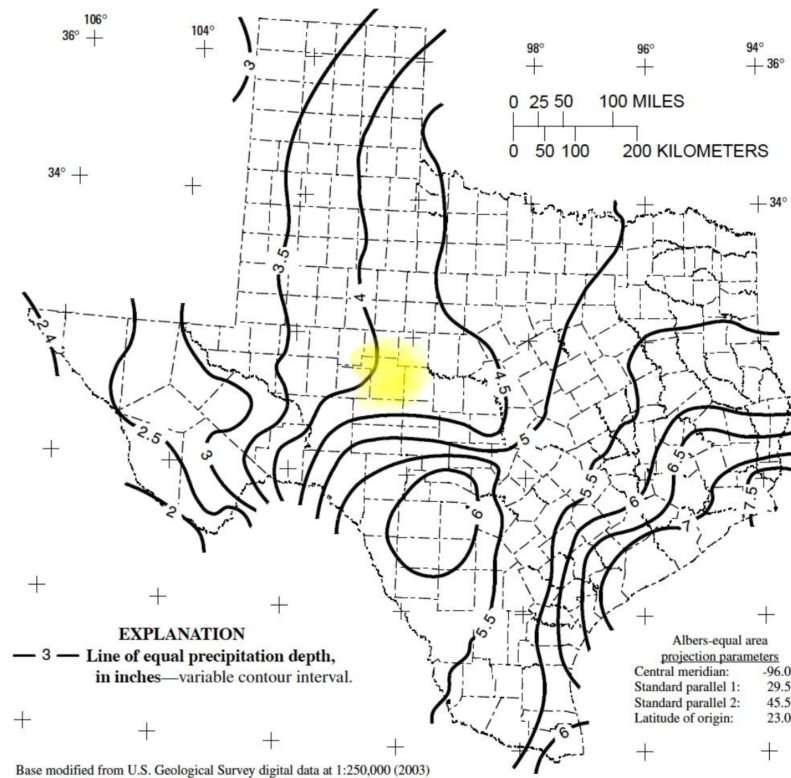 106°
36°
104°
98°
96°
94°
36°
0 25 50 100 MILES
0 50 100 200 KILOMETERS
3
34°
34°
3.5
4
2.4
4.5
2.5
3
5
5.5
6
6.5
7
7.5
2
6
5.5
6
EXPLANATION
— 3 — Line of equal precipitation depth,
in inches—variable contour interval.
Albers-equal area
projection parameters
Central meridian: -96.0
Standard parallel 1: 29.5
Standard parallel 2: 45.5
Latitude of origin: 23.0
Base modified from U.S. Geological Survey digital data at 1:250,000 (2003)